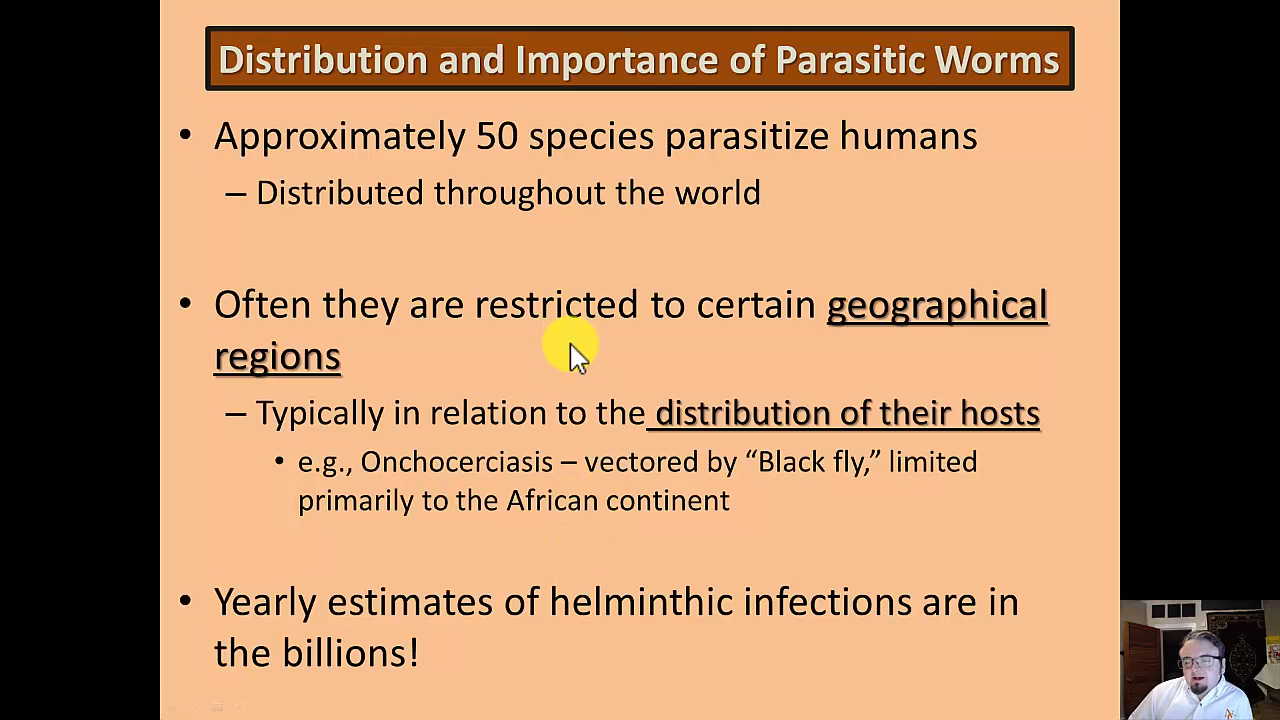 Distribution and Importance of Parasitic Worms
• Approximately 50 species parasitize humans
– Distributed throughout the world
• Often they are restricted to certain geographical
regions
– Typically in relation to the distribution of their hosts
• e.g., Onchocerciasis – vectored by “Black fly,” limited
primarily to the African continent
• Yearly estimates of helminthic infections are in
the billions!